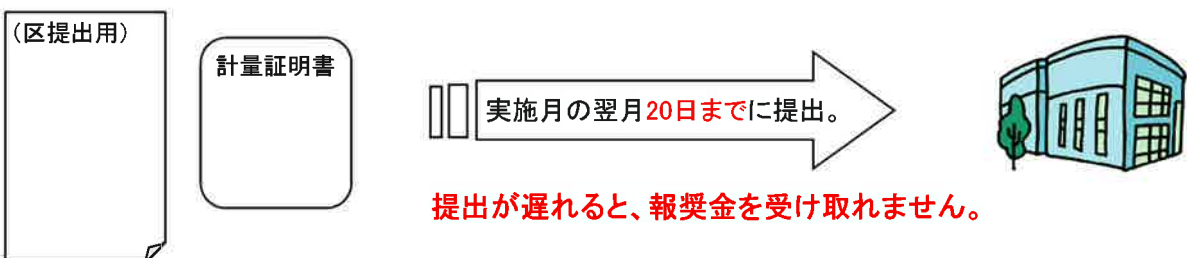 (区提出用)
計量証明書
実施月の翌月20日までに提出。
提出が遅れると、報奨金を受け取れません。